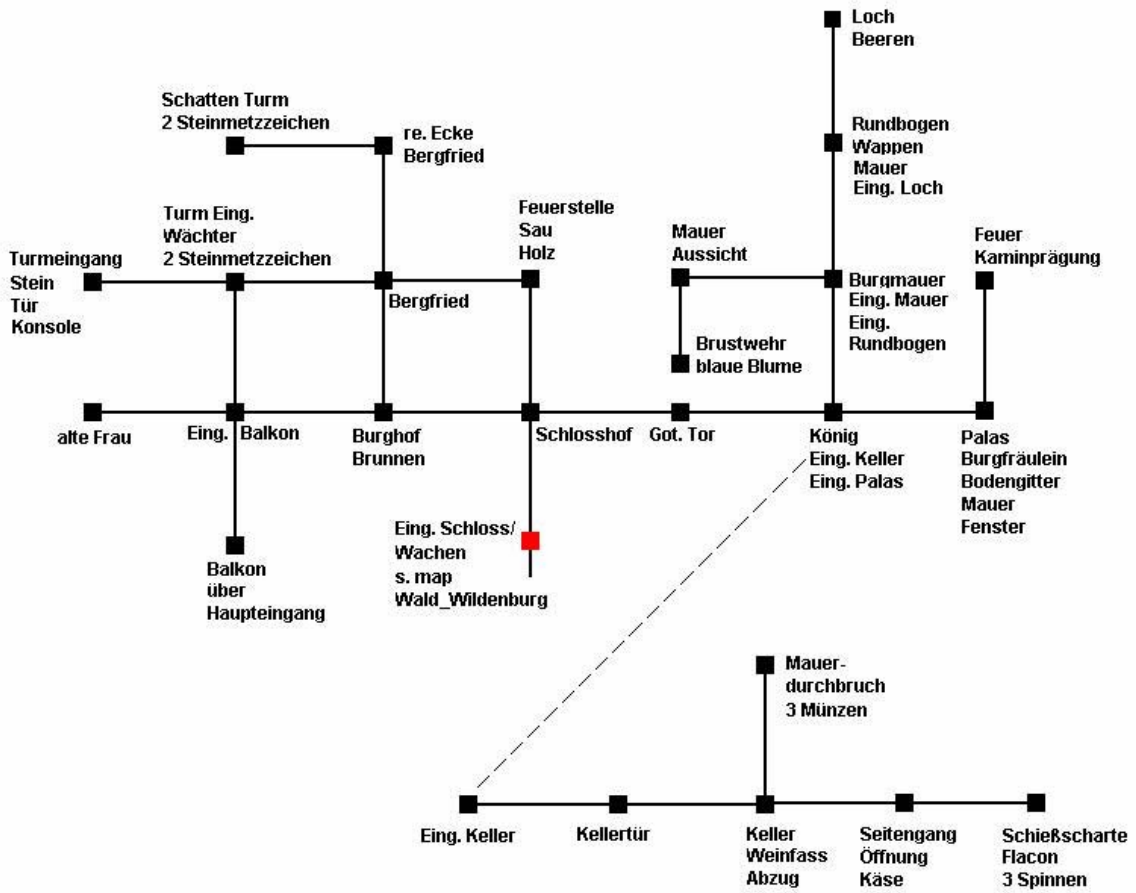 Loch
Beeren
Schatten Turm
2 Steinmetzzeichen
re. Ecke
Bergfried
Rundbogen
Wappen
Mauer
Eing. Loch
Turm Eing.
Wächter
2 Steinmetzzeichen
Feuerstelle
Sau
Holz
Mauer
Aussicht
Feuer
Kaminprägung
Turmeingang
Stein
Tür
Konsole
Bergfried
Burgmauer
Eing. Mauer
Eing.
Rundbogen
Brustwehr
blaue Blume
alte Frau
Eing. Balkon
Burghof
Brunnen
Schlosshof
Got. Tor
König
Eing. Keller
Eing. Palas
Palas
Burgfräulein
Bodengitter
Mauer
Fenster
Balkon
über
Haupteingang
Eing. Schloss/
Wachen
s. map
Wald_Wildenburg
Mauer-
durchbruch
3 Münzen
Eing. Keller
Kellertür
Keller
Weinfass
Abzug
Seitengang
Öffnung
Käse
Schießscharte
Flacon
3 Spinnen